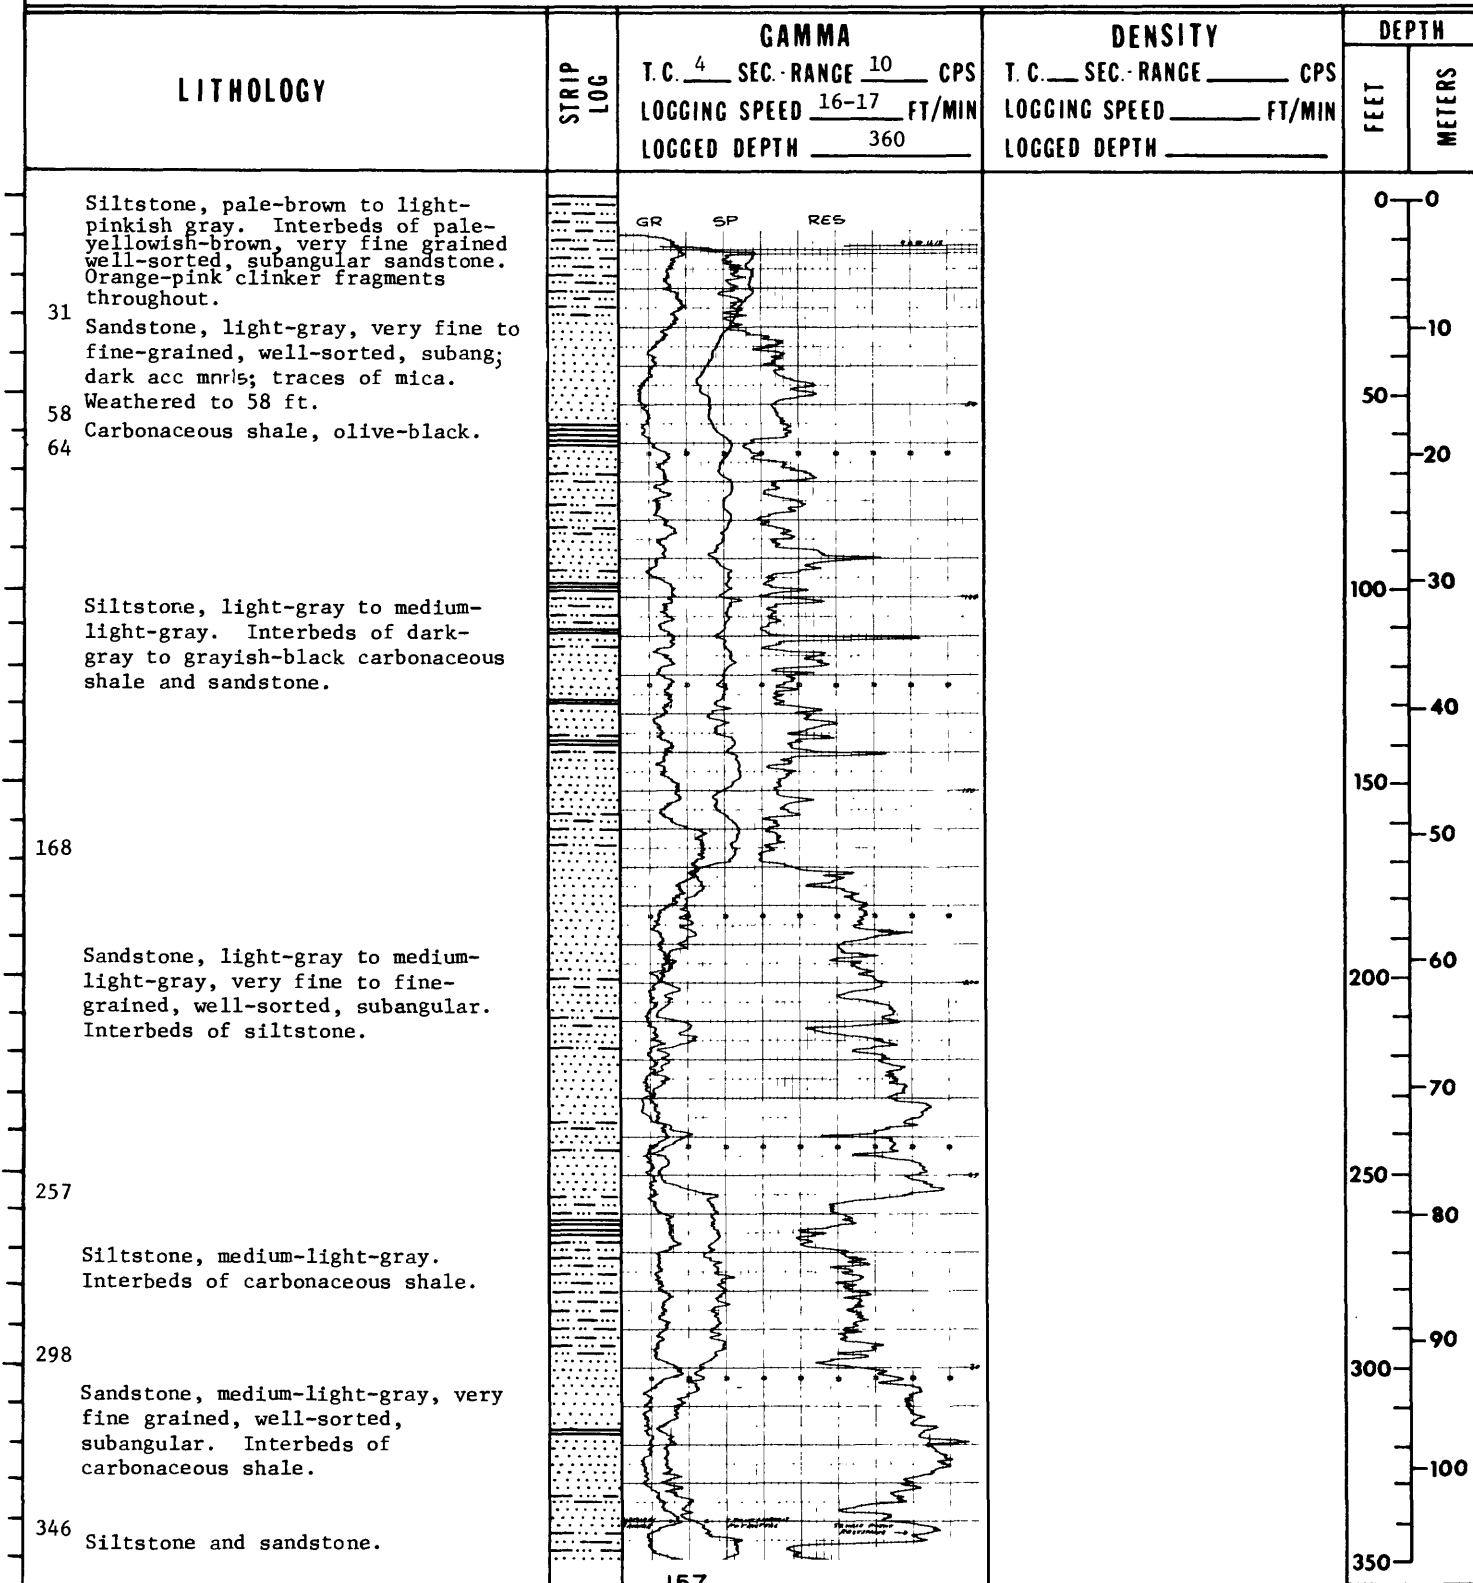 LITHOLOGY
STRIP LOG
GAMMA
T.C. 4 SEC.-RANGE 10 CPS
LOGGING SPEED 16-17 FT/MIN
LOGGED DEPTH 360
DENSITY
T.C. SEC.-RANGE CPS
LOGGING SPEED FT/MIN
LOGGED DEPTH
DEPTH
FEET
METERS
GR SP RES
Siltstone, pale-brown to light-
pinkish gray. Interbeds of pale-
yellowish-brown, very fine grained
well-sorted, subangular sandstone.
Orange-pink clinker fragments
throughout.
31
Sandstone, light-gray, very fine to
fine-grained, well-sorted, subang;
dark acc mnrls; traces of mica.
Weathered to 58 ft.
58
Carbonaceous shale, olive-black.
64
Siltstone, light-gray to medium-
light-gray. Interbeds of dark-
gray to grayish-black carbonaceous
shale and sandstone.
168
Sandstone, light-gray to medium-
light-gray, very fine to fine-
grained, well-sorted, subangular.
Interbeds of siltstone.
257
Siltstone, medium-light-gray.
Interbeds of carbonaceous shale.
298
Sandstone, medium-light-gray, very
fine grained, well-sorted,
subangular. Interbeds of
carbonaceous shale.
346
Siltstone and sandstone.
0
50
100
150
200
250
300
350
0
10
20
30
40
50
60
70
80
90
100
157